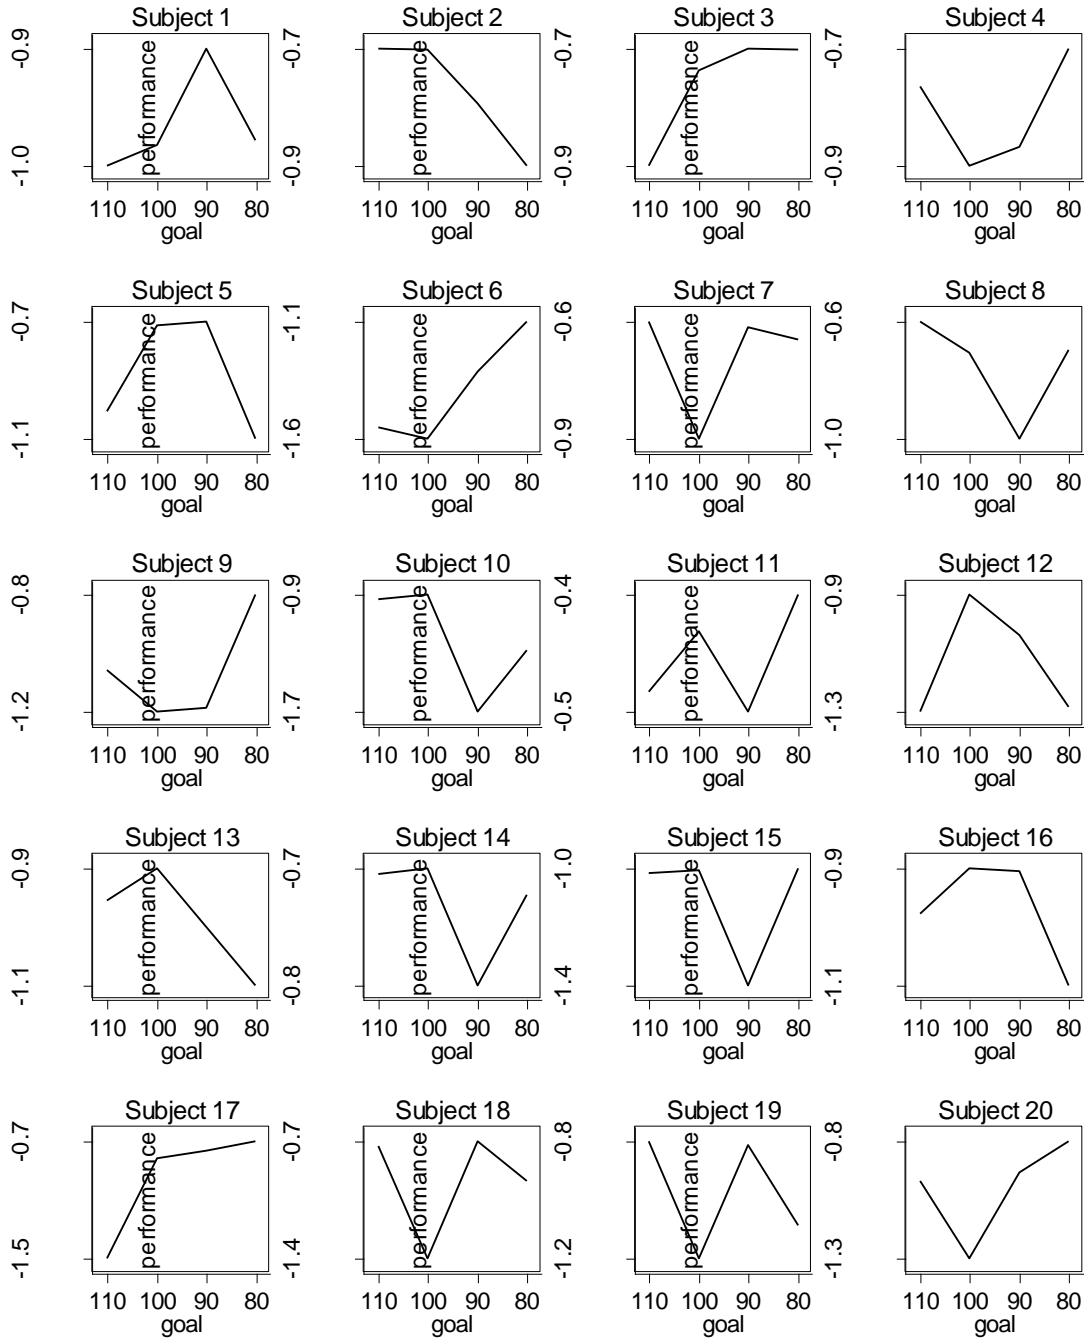 Subject 1 Subject 2 Subject 3 Subject 4
-0.9 -0.7 -0.7 -0.7
performance performance performance
-1.0 -0.9 -0.9 -0.9
110 100 90 80 110 100 90 80 110 100 90 80 110 100 90 80
goal goal goal goal
Subject 5 Subject 6 Subject 7 Subject 8
-0.7 -1.1 -0.6 -0.6
performance performance performance
-1.1 -1.6 -0.9 -1.0
110 100 90 80 110 100 90 80 110 100 90 80 110 100 90 80
goal goal goal goal
Subject 9 Subject 10 Subject 11 Subject 12
-0.8 -0.9 -0.4 -0.9
performance performance performance
-1.2 -1.7 -0.5 -1.3
110 100 90 80 110 100 90 80 110 100 90 80 110 100 90 80
goal goal goal goal
Subject 13 Subject 14 Subject 15 Subject 16
-0.9 -0.7 -1.0 -0.9
performance performance performance
-1.1 -0.8 -1.4 -1.1
110 100 90 80 110 100 90 80 110 100 90 80 110 100 90 80
goal goal goal goal
Subject 17 Subject 18 Subject 19 Subject 20
-0.7 -0.7 -0.8 -0.8
performance performance performance
-1.5 -1.4 -1.2 -1.3
110 100 90 80 110 100 90 80 110 100 90 80 110 100 90 80
goal goal goal goal